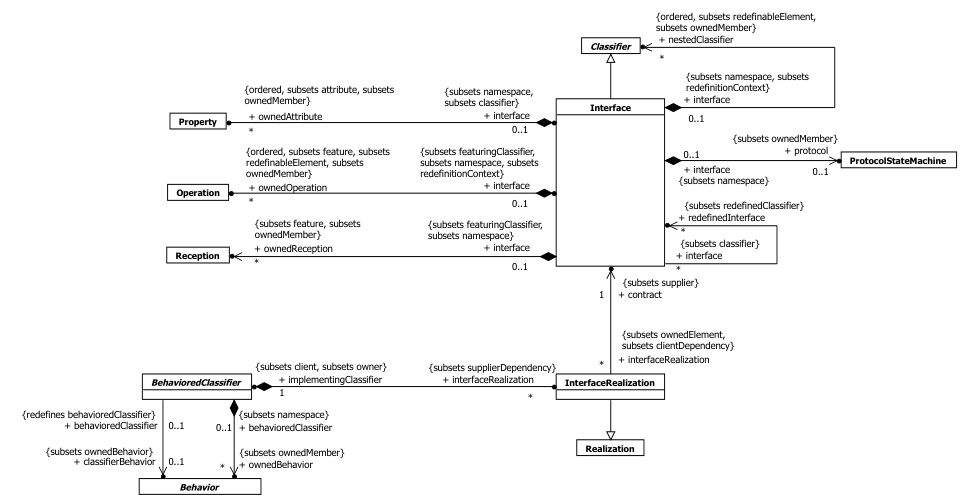 {ordered, subsets redefinableElement,
subsets ownedMember}
+ nestedClassifier
*
Classifier
{subsets namespace, subsets
redefinitionContext}
+ interface
0..1
{ordered, subsets attribute, subsets
ownedMember}
+ ownedAttribute
*
{subsets namespace,
subsets classifier}
+ interface
0..1
Property
Interface
{subsets ownedMember}
+ protocol
0..1
0..1
+ interface
{subsets namespace}
ProtocolStateMachine
{ordered, subsets feature, subsets
redefinableElement, subsets
ownedMember}
+ ownedOperation
*
{subsets featuringClassifier,
subsets namespace, subsets
redefinitionContext}
+ interface
0..1
Operation
{subsets redefinedClassifier}
+ redefinedInterface
*
{subsets classifier}
+ interface
*
{subsets feature, subsets
ownedMember}
+ ownedReception
*
{subsets featuringClassifier,
subsets namespace}
+ interface
0..1
Reception
{subsets supplier}
1
+ contract
{subsets ownedElement,
subsets clientDependency}
*
+ interfaceRealization
{subsets client, subsets owner}
+ implementingClassifier
1
{subsets supplierDependency}
+ interfaceRealization
*
BehavioredClassifier
InterfaceRealization
{redefines behavioredClassifier}
+ behavioredClassifier
0..1
{subsets namespace}
0..1
+ behavioredClassifier
Realization
{subsets ownedBehavior}
+ classifierBehavior
0..1
{subsets ownedMember}
*
+ ownedBehavior
Behavior